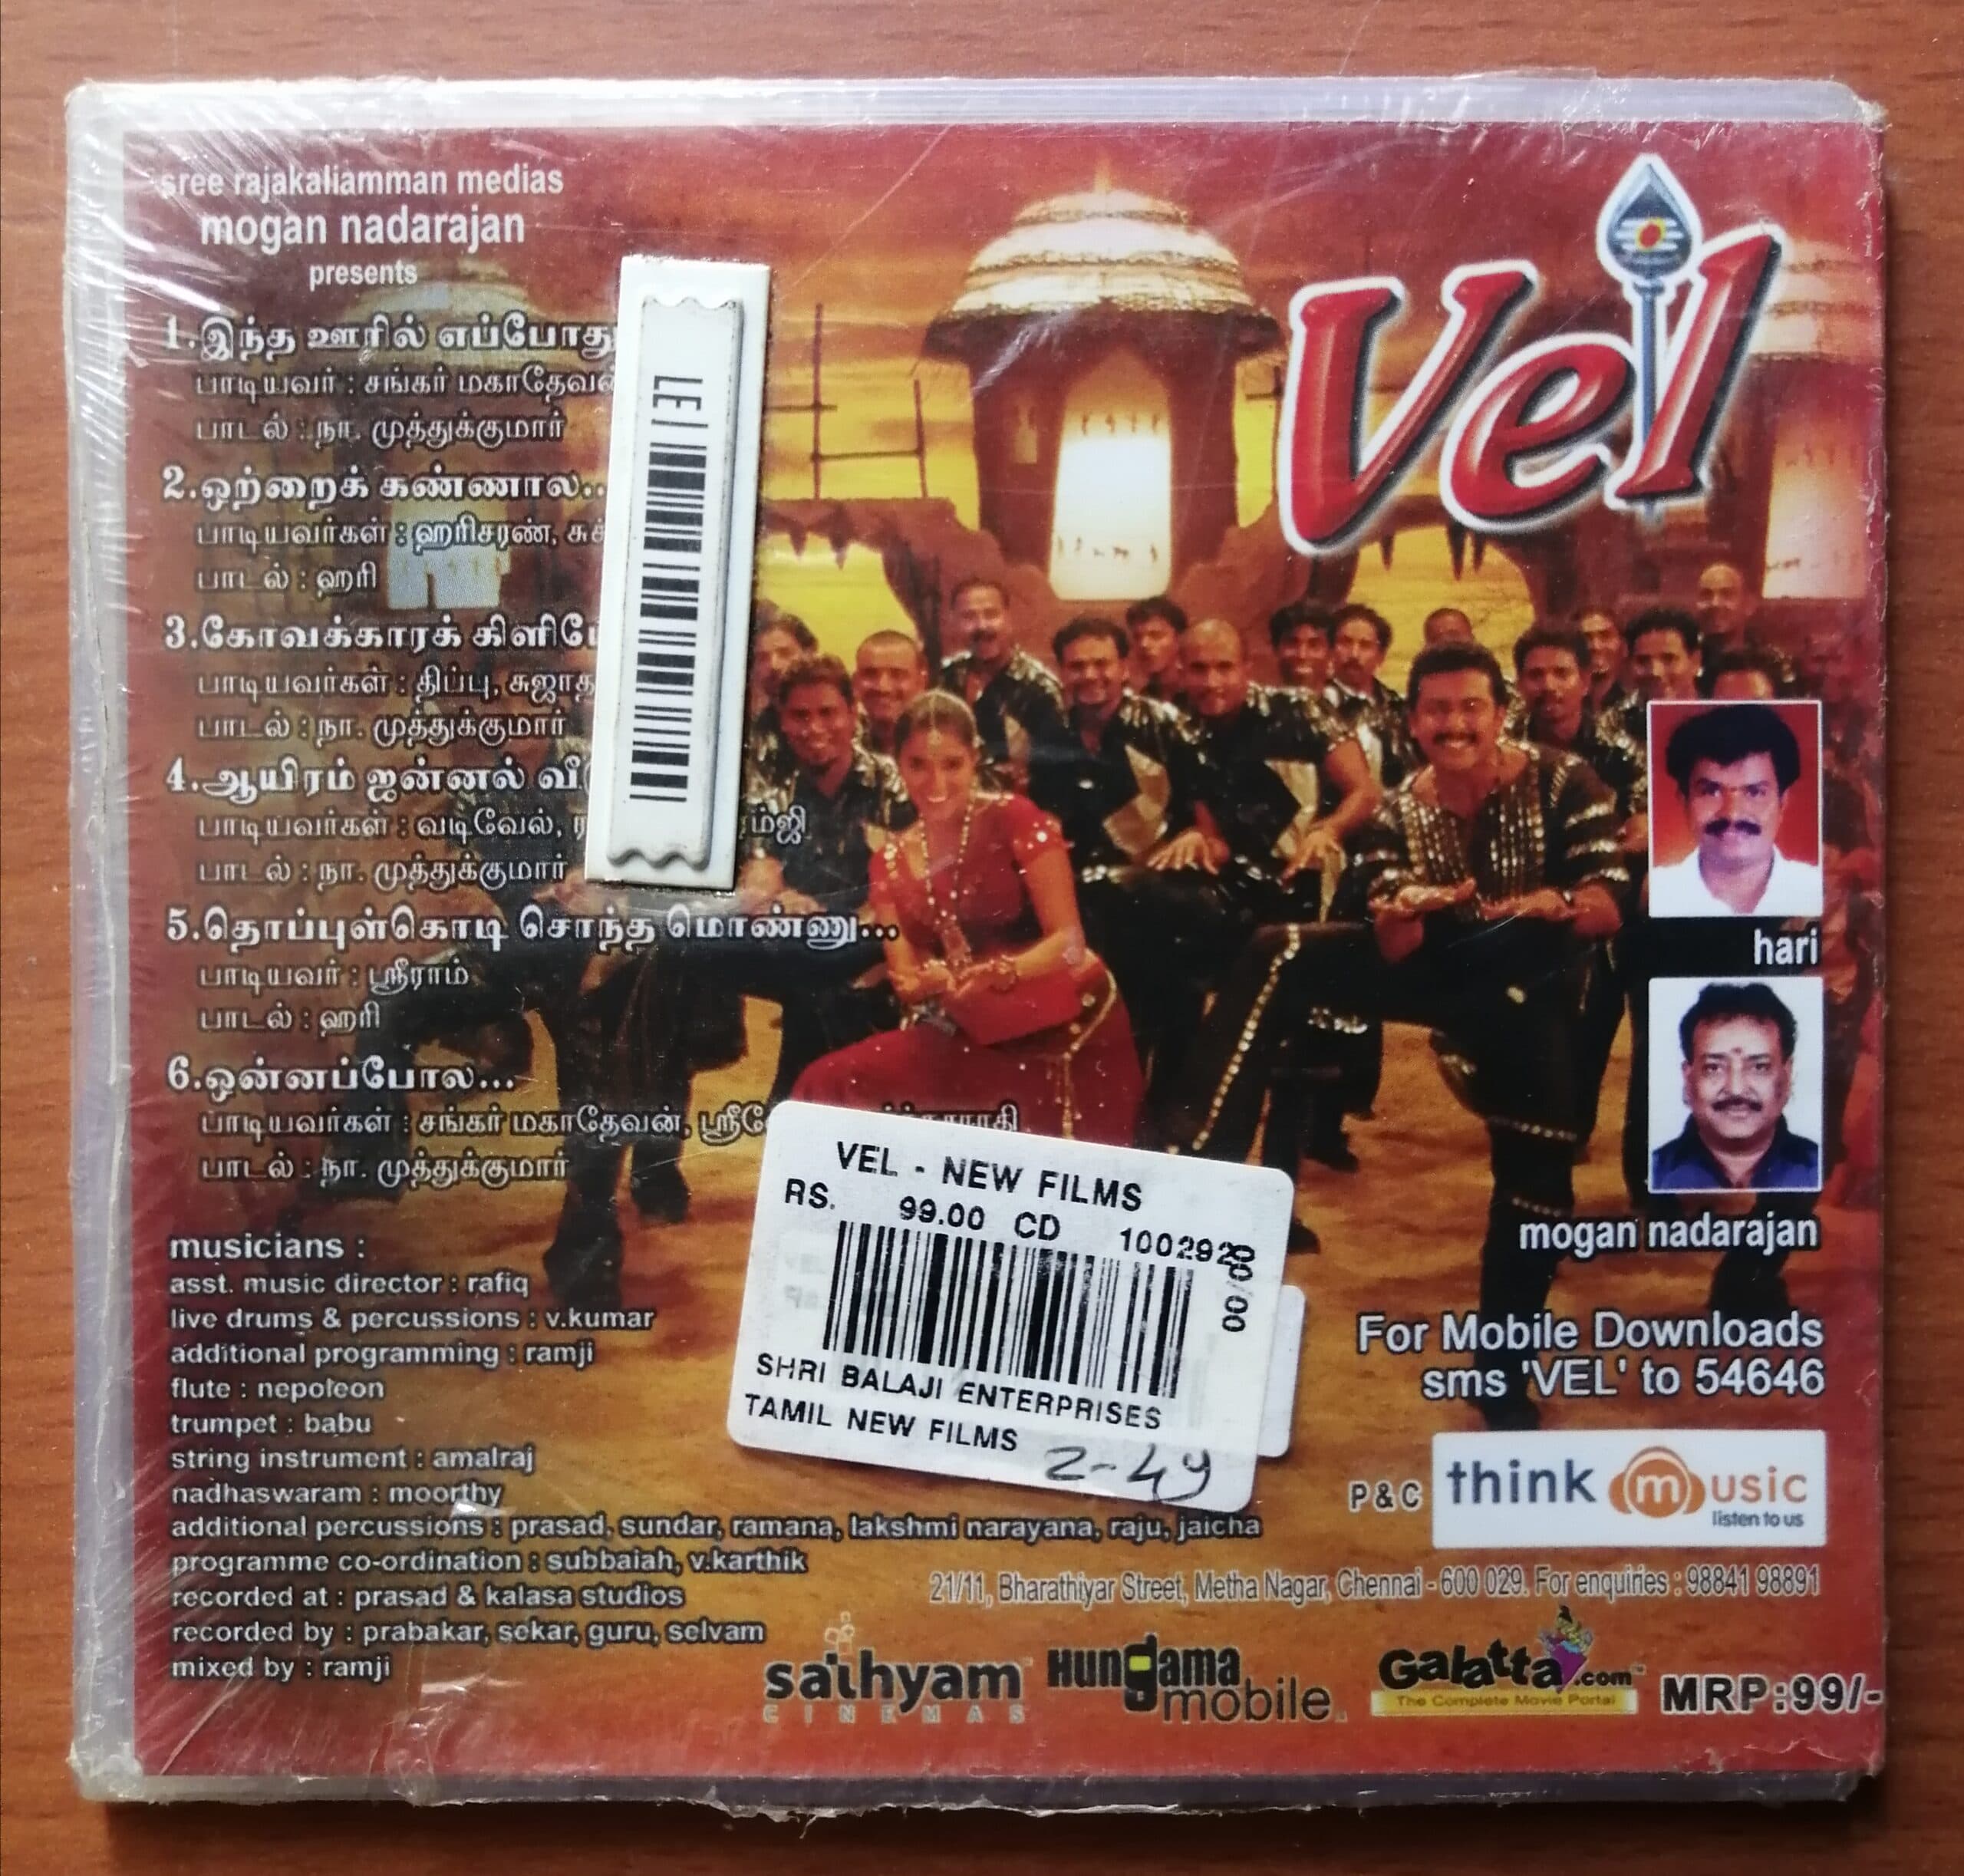 sree rajakaliamman medias
mogan nadarajan
presents
1.இந்த ஊரில் எப்போது
பாடியவர் : சங்கர் மகாதேவன்
பாடல் : நா. முத்துக்குமார்
2.ஒற்றைக் கண்ணால..
பாடியவர்கள் : ஹரிசரண்,
பாடல் : ஹரி
3.கோவக்காரக்
பாடியவர்கள் : திப்பு,
பாடல் : நா. முத்துக்குமார்
4.ஆயிரம் ஜன்னல்
பாடியவர்கள் : வடிவேல்,
பாடல் : நா. முத்துக்குமார்
5.தொப்புள்கொடி சொந்த மொண்ணு...
பாடியவர் : ஸ்ரீராம்
பாடல் : ஹரி
6.ஒன்னப்போல...
பாடியவர்கள் : சங்கர் மகாதேவன்,
பாடல் : நா. முத்துக்குமார்
musicians :
asst. music director : rafiq
live drums & percussions : v.kumar
additional programming : ramji
flute : nepoleon
trumpet : babu
string instrument : amalraj
nadhaswaram : moorthy
additional percussions : prasad, sundar, ramana, lakshmi narayana, raju, jaicha
programme co-ordination : subbaiah, v.karthik
recorded at : prasad & kalasa studios
recorded by : prabakar, sekar, guru, selvam
mixed by : ramji
Vel
hari
mogan nadarajan
VEL - NEW FILMS
RS. 99.00 CD 1002920
00/00
SHRI BALAJI ENTERPRISES
TAMIL NEW FILMS
2-49
For Mobile Downloads
sms 'VEL' to 54646
P & C think music
listen to us
21/11, Bharathiyar Street, Metha Nagar, Chennai - 600 029. For enquiries : 98841 98891
sathyam
CINEMAS
Hungama
mobile
Galatta.com
The Complete Movie Portal
MRP:99/-